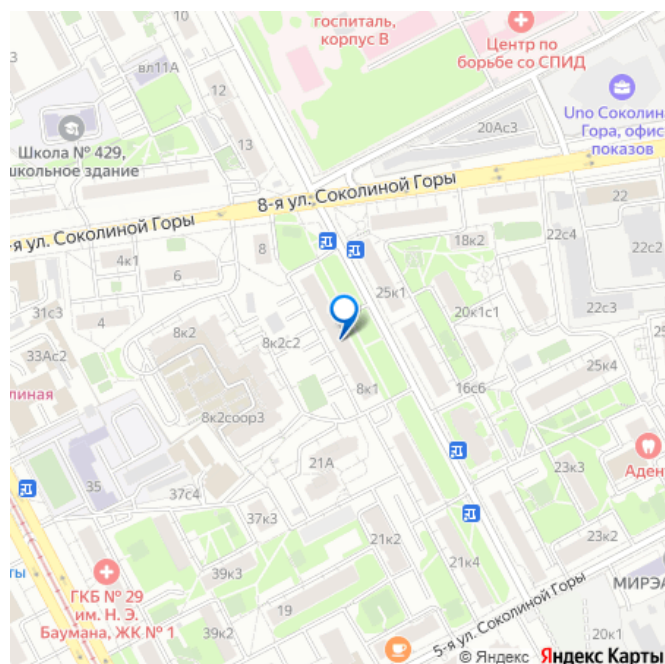 госпиталь,
корпус В
Центр по
борьбе со СПИД
вл11А
12
Uno Соколина
Гора, офис
показов
20Ас3
Школа № 429,
школьное здание
13
8-я ул. Соколиной Горы
22
-я ул. Соколиной Горы
8
18к2
22с4
22с2
4к1
6
25к1
31с3
4
20к1с1
22с3
8к2
8к2с2
33Ас2
25к4
8к1
16с6
линая
8к2соор3
21А
23к3
Аден
35
37с4
37к3
21к2
23к2
21к4
39к3
ты
ГКБ № 29
им. Н. Э.
Баумана, ЖК № 1
19
МИРЭА
5-я ул. Соколиной Горы
39к2
20к1
© Яндекс Яндекс Карты